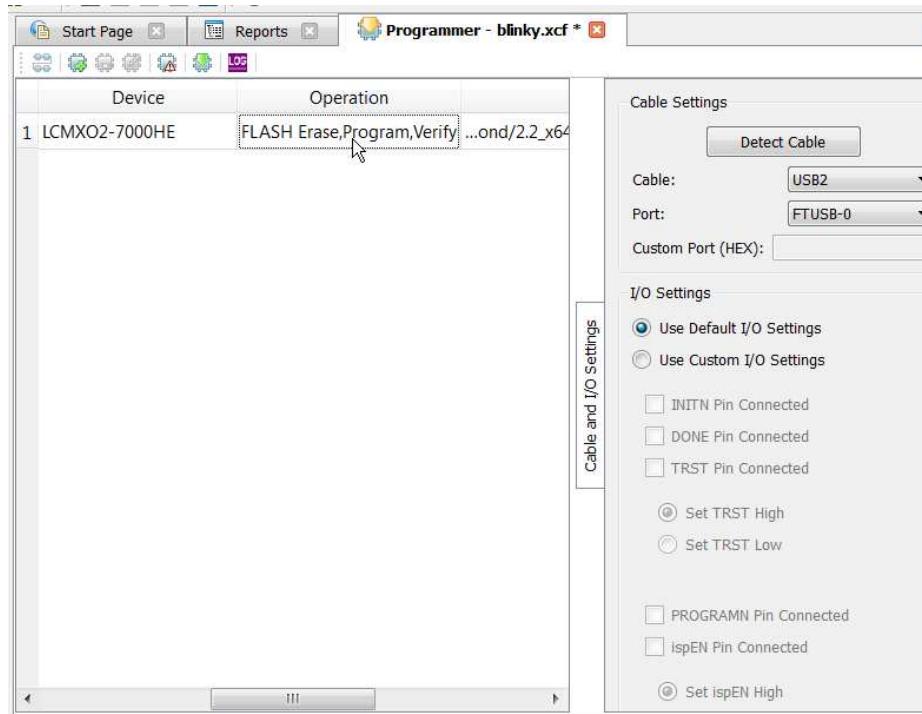 Start Page
Reports
Programmer - blinky.xcf *
LOG
Device
Operation
1 LCMXO2-7000HE FLASH Erase,Program,Verify ...ond/2.2_x64
Cable and I/O Settings
Cable Settings
Detect Cable
Cable: USB2
Port: FTUSB-0
Custom Port (HEX):
I/O Settings
Use Default I/O Settings
Use Custom I/O Settings
INITN Pin Connected
DONE Pin Connected
TRST Pin Connected
Set TRST High
Set TRST Low
PROGRAMN Pin Connected
ispEN Pin Connected
Set ispEN High